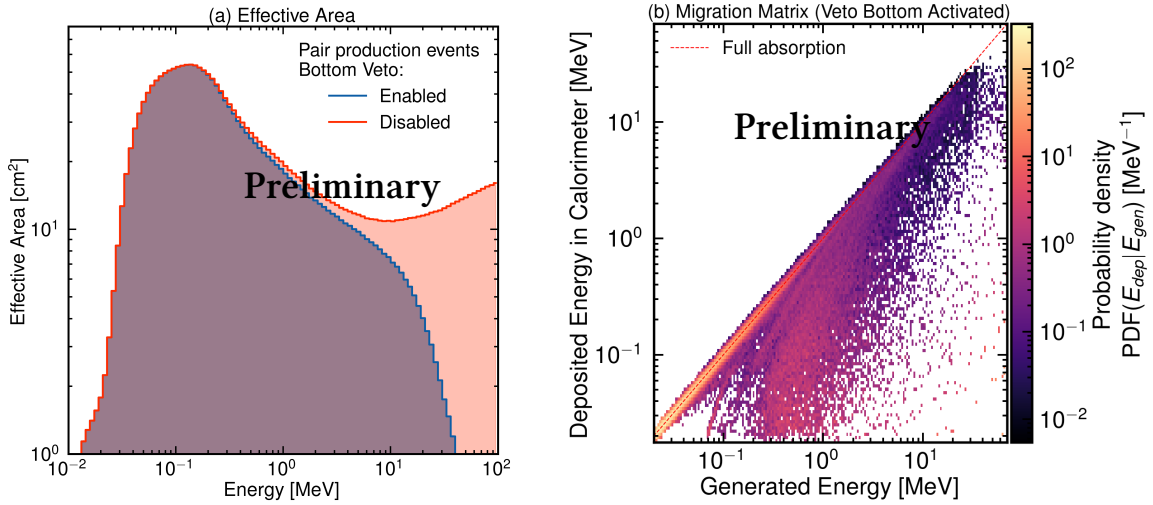 (a) Effective Area
Pair production events
Bottom Veto:
Enabled
Disabled
Preliminary
Effective Area [cm²]
10¹
10⁰
10⁻²
10⁻¹
10⁰
10¹
10²
Energy [MeV]
(b) Migration Matrix (Veto Bottom Activated)
Full absorption
Preliminary
Deposited Energy in Calorimeter [MeV]
10¹
10⁰
10⁻¹
10⁻¹
10⁰
10¹
Generated Energy [MeV]
10²
10¹
10⁰
10⁻¹
10⁻²
Probability density
PDF(E_dep|E_gen) [MeV⁻¹]